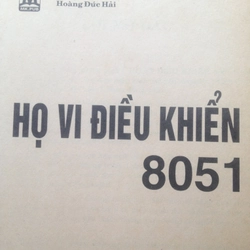 Hoàng Đức Hải
HỌ VI ĐIỀU KHIỂN
8051